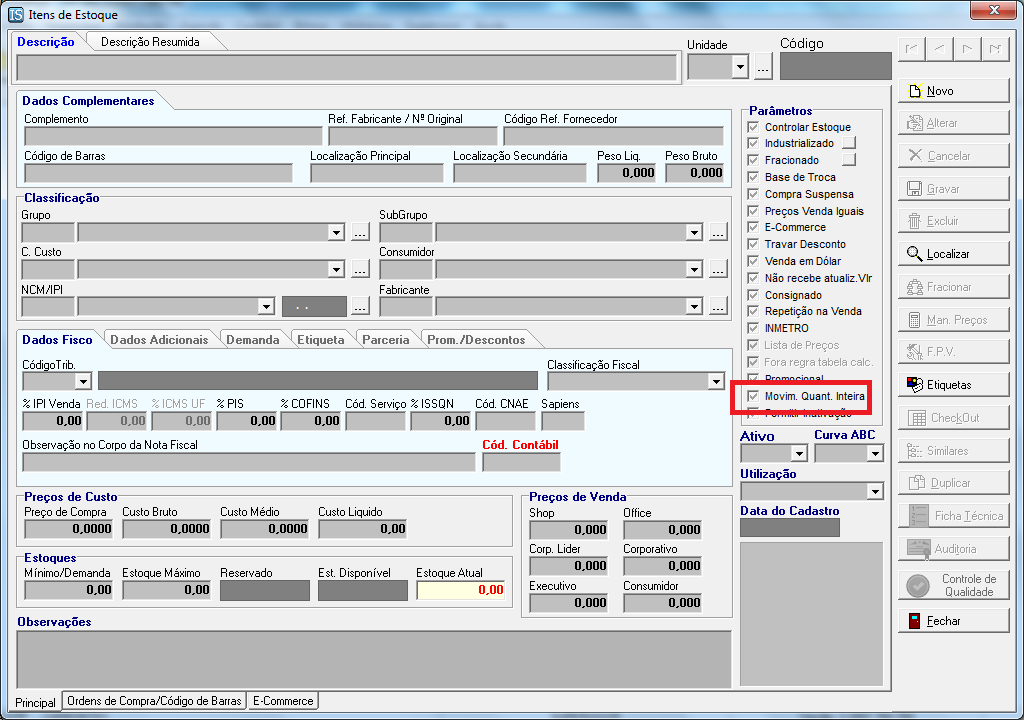 Itens de Estoque
Descrição Descrição Resumida
Unidade Código
...
Dados Complementares
Complemento Ref. Fabricante / Nº Original Código Ref. Fornecedor
Código de Barras Localização Principal Localização Secundária Peso Liq. Peso Bruto
0,000 0,000
Classificação
Grupo SubGrupo
... ...
C. Custo Consumidor
... ...
NCM/IPI Fabricante
. . ... ...
Dados Fisco Dados Adicionais Demanda Etiqueta Parceria Prom./Descontos
CódigoTrib. Classificação Fiscal
% IPI Venda Red. ICMS % ICMS UF % PIS % COFINS Cód. Serviço % ISSQN Cód. CNAE Sapiens
0,00 0,00 0,00 0,00 0,00 0,00
Observação no Corpo da Nota Fiscal Cód. Contábil
Preços de Custo
Preço de Compra Custo Bruto Custo Médio Custo Liquido
0,0000 0,0000 0,0000 0,00
Estoques
Mínimo/Demanda Estoque Máximo Reservado Est. Disponível Estoque Atual
0,00 0,00 0,00
Preços de Venda
Shop Office
0,000 0,000
Corp. Lider Corporativo
0,000 0,000
Executivo Consumidor
0,000 0,000
Observações
Parâmetros
Controlar Estoque
Industrializado
Fracionado
Base de Troca
Compra Suspensa
Preços Venda Iguais
E-Commerce
Travar Desconto
Venda em Dólar
Não recebe atualiz.Vlr
Consignado
Repetição na Venda
INMETRO
Lista de Preços
Fora regra tabela calc.
Promocional
Movim. Quant. Inteira
Permitir Inativação
Ativo Curva ABC
Utilização
Data do Cadastro
Novo
Alterar
Cancelar
Gravar
Excluir
Localizar
Fracionar
Man. Preços
F.P.V.
Etiquetas
CheckOut
Similares
Duplicar
Ficha Técnica
Auditoria
Controle de
Qualidade
Fechar
Principal Ordens de Compra/Código de Barras E-Commerce